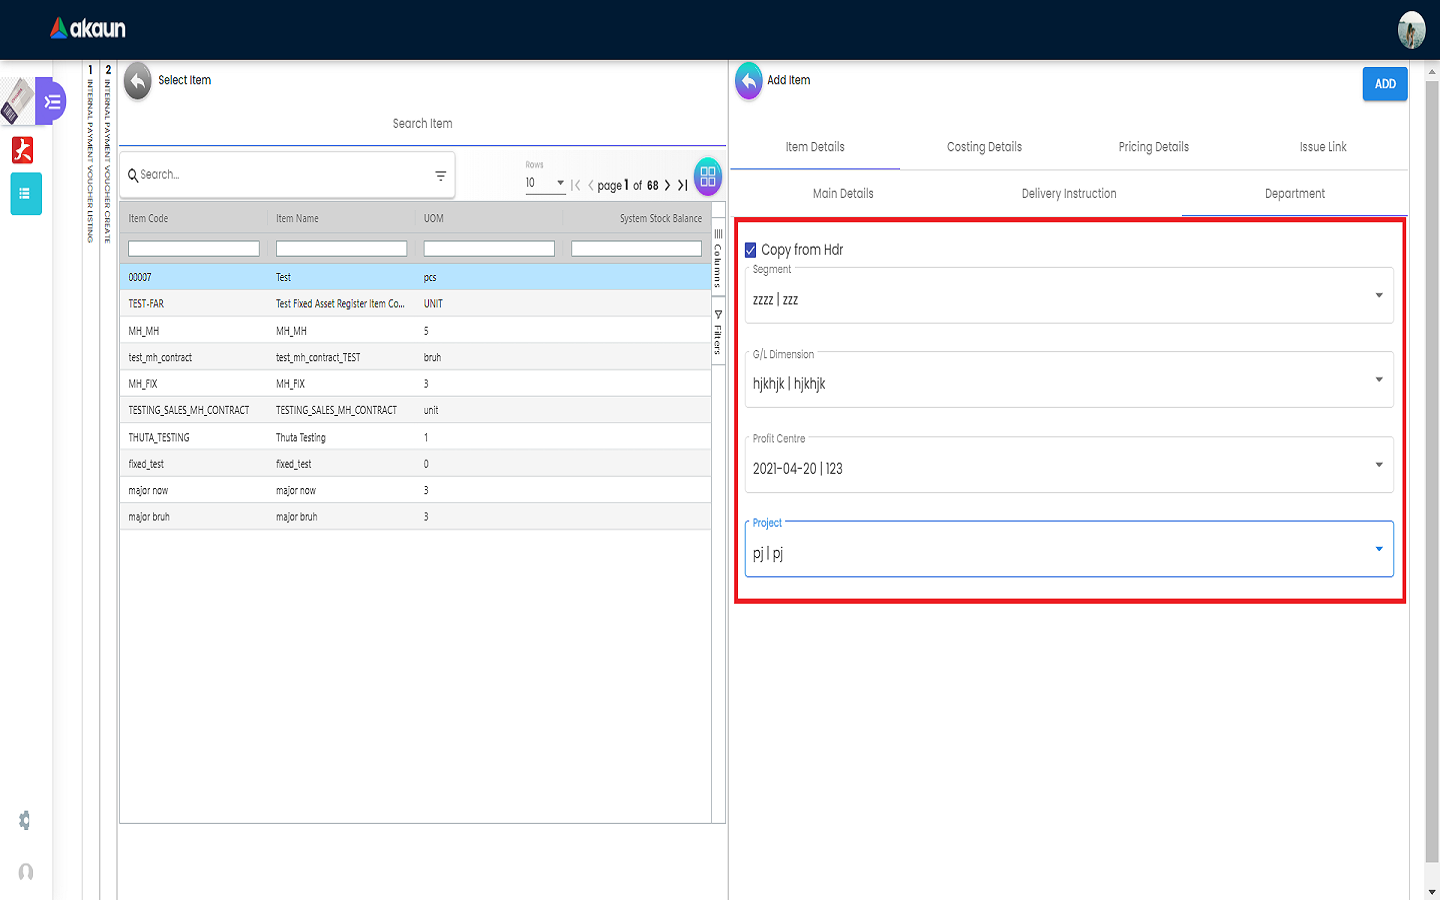 akaun
1 INTERNAL PAYMENT VOUCHER LISTING
2 INTERNAL PAYMENT VOUCHER CREATE
Select Item
Search Item
Search...
Rows
10
page 1 of 68
Item Code Item Name UOM System Stock Balance
00007 Test pcs
TEST-FAR Test Fixed Asset Register Item Co... UNIT
MH_MH MH_MH 5
test_mh_contract test_mh_contract_TEST bruh
MH_FIX MH_FIX 3
TESTING_SALES_MH_CONTRACT TESTING_SALES_MH_CONTRACT unit
THUTA_TESTING Thuta Testing 1
fixed_test fixed_test 0
major now major now 3
major bruh major bruh 3
Columns
Filters
Add Item
ADD
Item Details Costing Details Pricing Details Issue Link
Main Details Delivery Instruction Department
Copy from Hdr
Segment
zzzz | zzz
G/L Dimension
hjkhjk | hjkhjk
Profit Centre
2021-04-20 | 123
Project
pj | pj